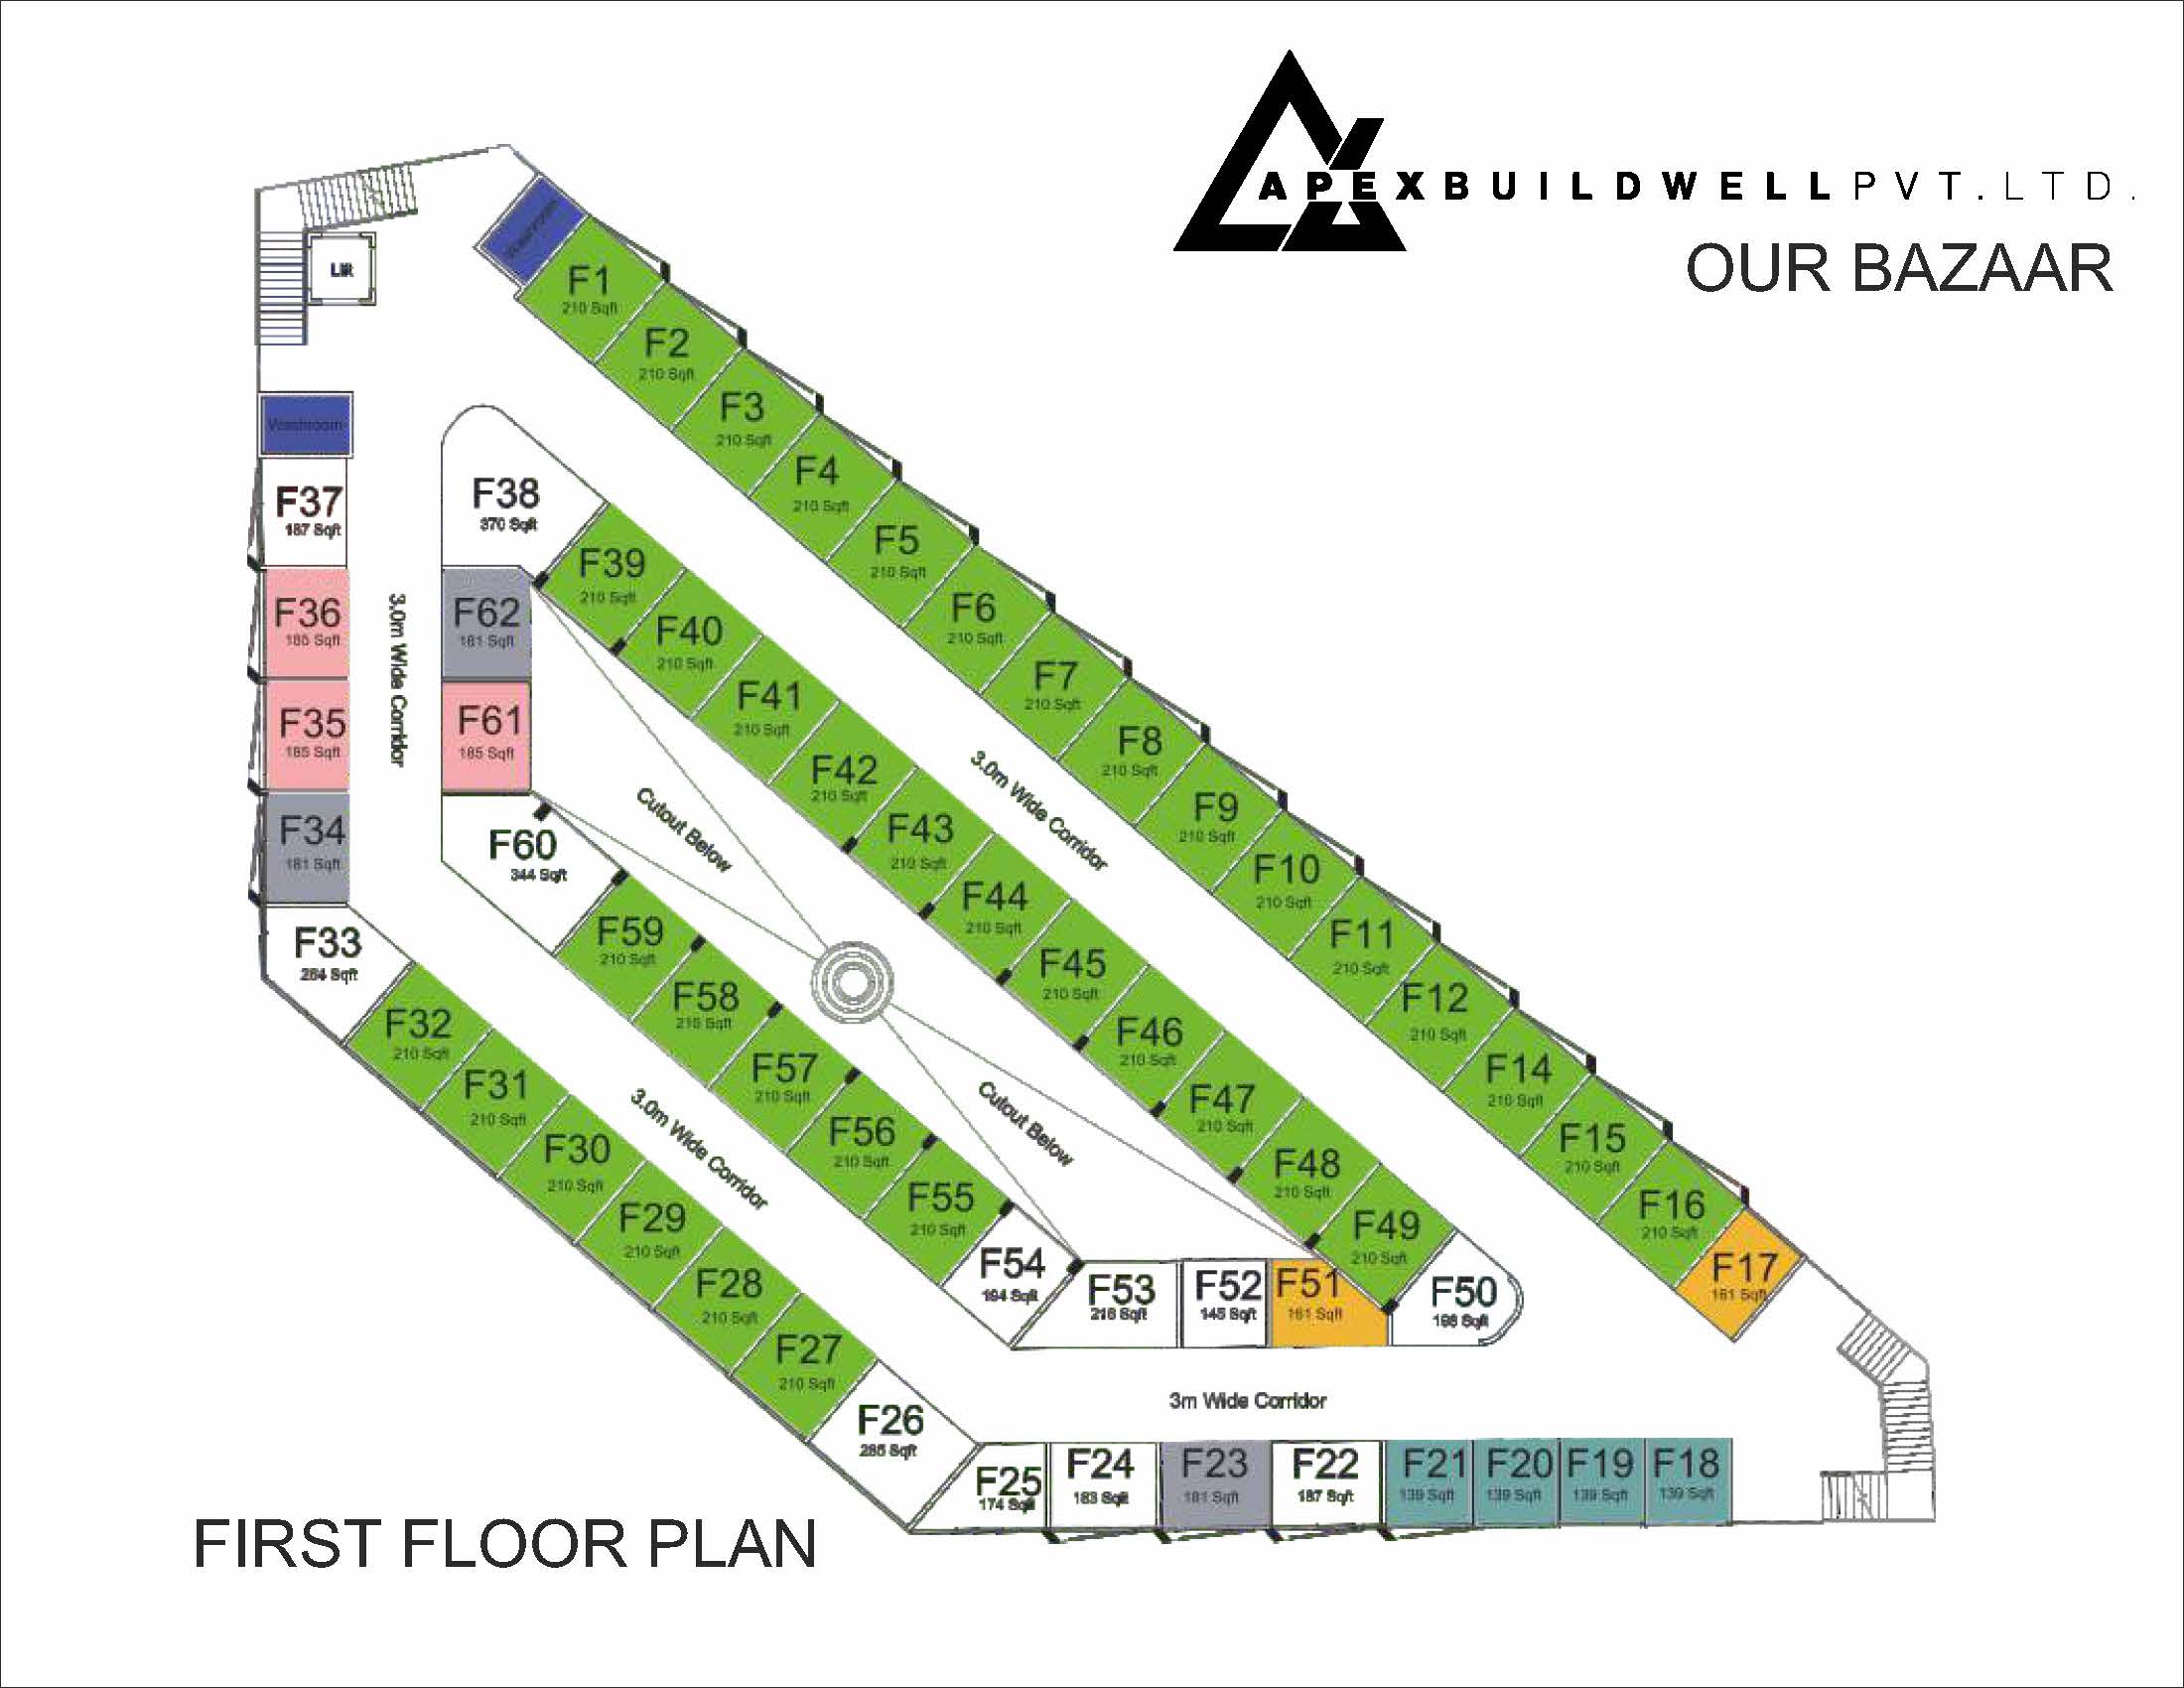 APEXBUILDWELLPVT.LTD.
OUR BAZAAR
Lift
Washroom
F1
210 Sqft
F2
210 Sqft
F3
210 Sqft
F4
210 Sqft
F5
210 Sqft
F6
210 Sqft
F7
210 Sqft
F8
210 Sqft
F9
210 Sqft
F10
210 Sqft
F11
210 Sqft
F12
210 Sqft
F14
210 Sqft
F15
210 Sqft
F16
210 Sqft
F17
161 Sqft
Washroom
F37
187 Sqft
F36
185 Sqft
F35
185 Sqft
F34
181 Sqft
F33
264 Sqft
3.0m Wide Corridor
F38
370 Sqft
F62
181 Sqft
F61
185 Sqft
F60
344 Sqft
F39
210 Sqft
F40
210 Sqft
F41
210 Sqft
F42
210 Sqft
F43
210 Sqft
F44
210 Sqft
F45
210 Sqft
F46
210 Sqft
F47
210 Sqft
F48
210 Sqft
F49
210 Sqft
F50
198 Sqft
3.0m Wide Corridor
Cutout Below
Cutout Below
F59
210 Sqft
F58
210 Sqft
F57
210 Sqft
F56
210 Sqft
F55
210 Sqft
F54
194 Sqft
F53
216 Sqft
F52
145 Sqft
F51
161 Sqft
3.0m Wide Corridor
F32
210 Sqft
F31
210 Sqft
F30
210 Sqft
F29
210 Sqft
F28
210 Sqft
F27
210 Sqft
F26
285 Sqft
3m Wide Corridor
F25
174 Sqft
F24
183 Sqft
F23
181 Sqft
F22
187 Sqft
F21
139 Sqft
F20
139 Sqft
F19
139 Sqft
F18
139 Sqft
FIRST FLOOR PLAN